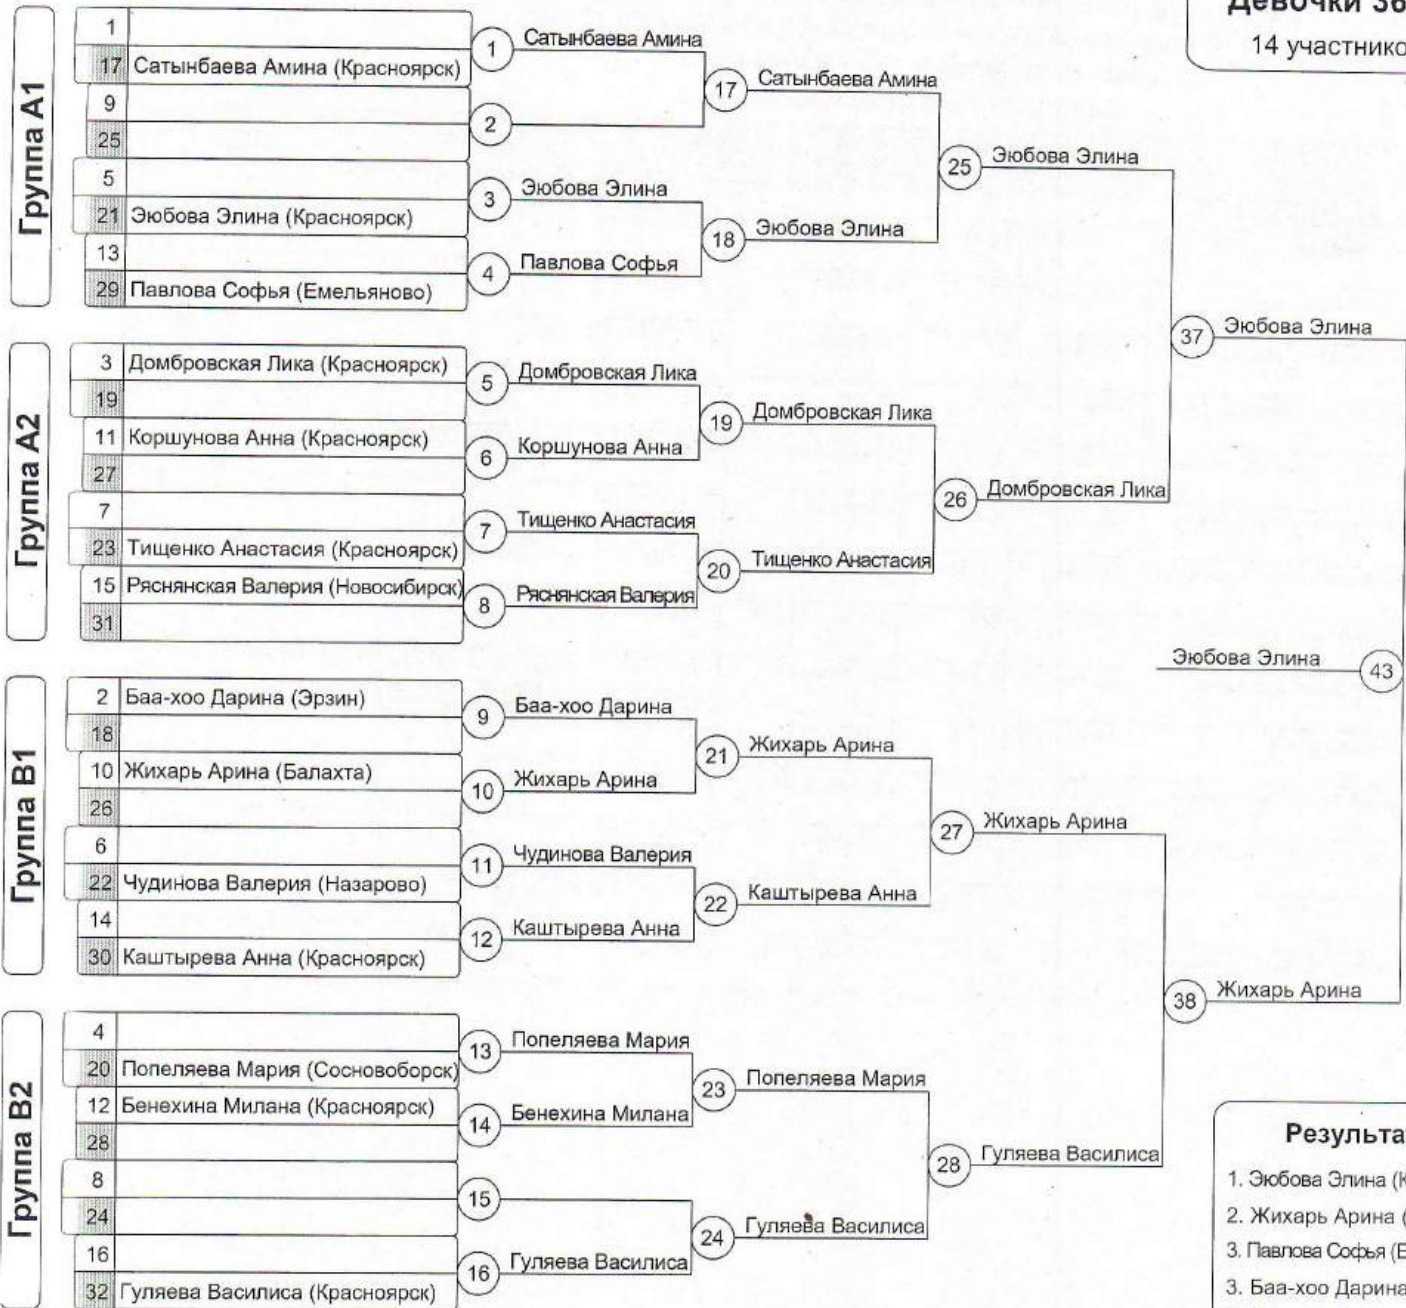 Девочки 36
14 участнико
Группа А1
1
17 Сатынбаева Амина (Красноярск)
9
25
5
21 Эюбова Элина (Красноярск)
13
29 Павлова Софья (Емельяново)
1 Сатынбаева Амина
2
3 Эюбова Элина
4 Павлова Софья
17 Сатынбаева Амина
18 Эюбова Элина
25 Эюбова Элина
Группа А2
3 Домбровская Лика (Красноярск)
19
11 Коршунова Анна (Красноярск)
27
7
23 Тищенко Анастасия (Красноярск)
15 Ряснянская Валерия (Новосибирск)
31
5 Домбровская Лика
6 Коршунова Анна
7 Тищенко Анастасия
8 Ряснянская Валерия
19 Домбровская Лика
20 Тищенко Анастасия
26 Домбровская Лика
37 Эюбова Элина
Группа В1
2 Баа-хоо Дарина (Эрзин)
18
10 Жихарь Арина (Балахта)
26
6
22 Чудинова Валерия (Назарово)
14
30 Каштырева Анна (Красноярск)
9 Баа-хоо Дарина
10 Жихарь Арина
11 Чудинова Валерия
12 Каштырева Анна
21 Жихарь Арина
22 Каштырева Анна
27 Жихарь Арина
Эюбова Элина 43
Группа В2
4
20 Попеляева Мария (Сосновоборск)
12 Бенехина Милана (Красноярск)
28
8
24
16
32 Гуляева Василиса (Красноярск)
13 Попеляева Мария
14 Бенехина Милана
15
16 Гуляева Василиса
23 Попеляева Мария
24 Гуляева Василиса
28 Гуляева Василиса
38 Жихарь Арина
Результа
1. Эюбова Элина (К
2. Жихарь Арина (
3. Павлова Софья (Е
3. Баа-хоо Дарина